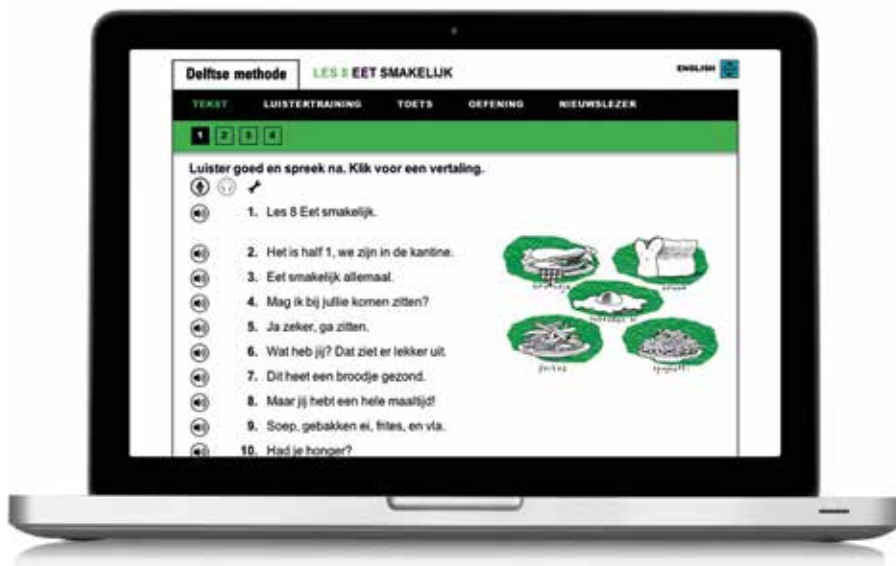 Delftse methode
LES 8 EET SMAKELIJK
ENGLISH
TEKST LUISTERTRAINING TOETS OEFENING NIEUWSLEZER
1 2 3 4
Luister goed en spreek na. Klik voor een vertaling.
1. Les 8 Eet smakelijk.
2. Het is half 1, we zijn in de kantine.
3. Eet smakelijk allemaal.
4. Mag ik bij jullie komen zitten?
5. Ja zeker, ga zitten.
6. Wat heb jij? Dat ziet er lekker uit.
7. Dit heet een broodje gezond.
8. Maar jij hebt een hele maaltijd!
9. Soep, gebakken ei, frites, en vla.
10. Had je honger?
frites
spaghetti